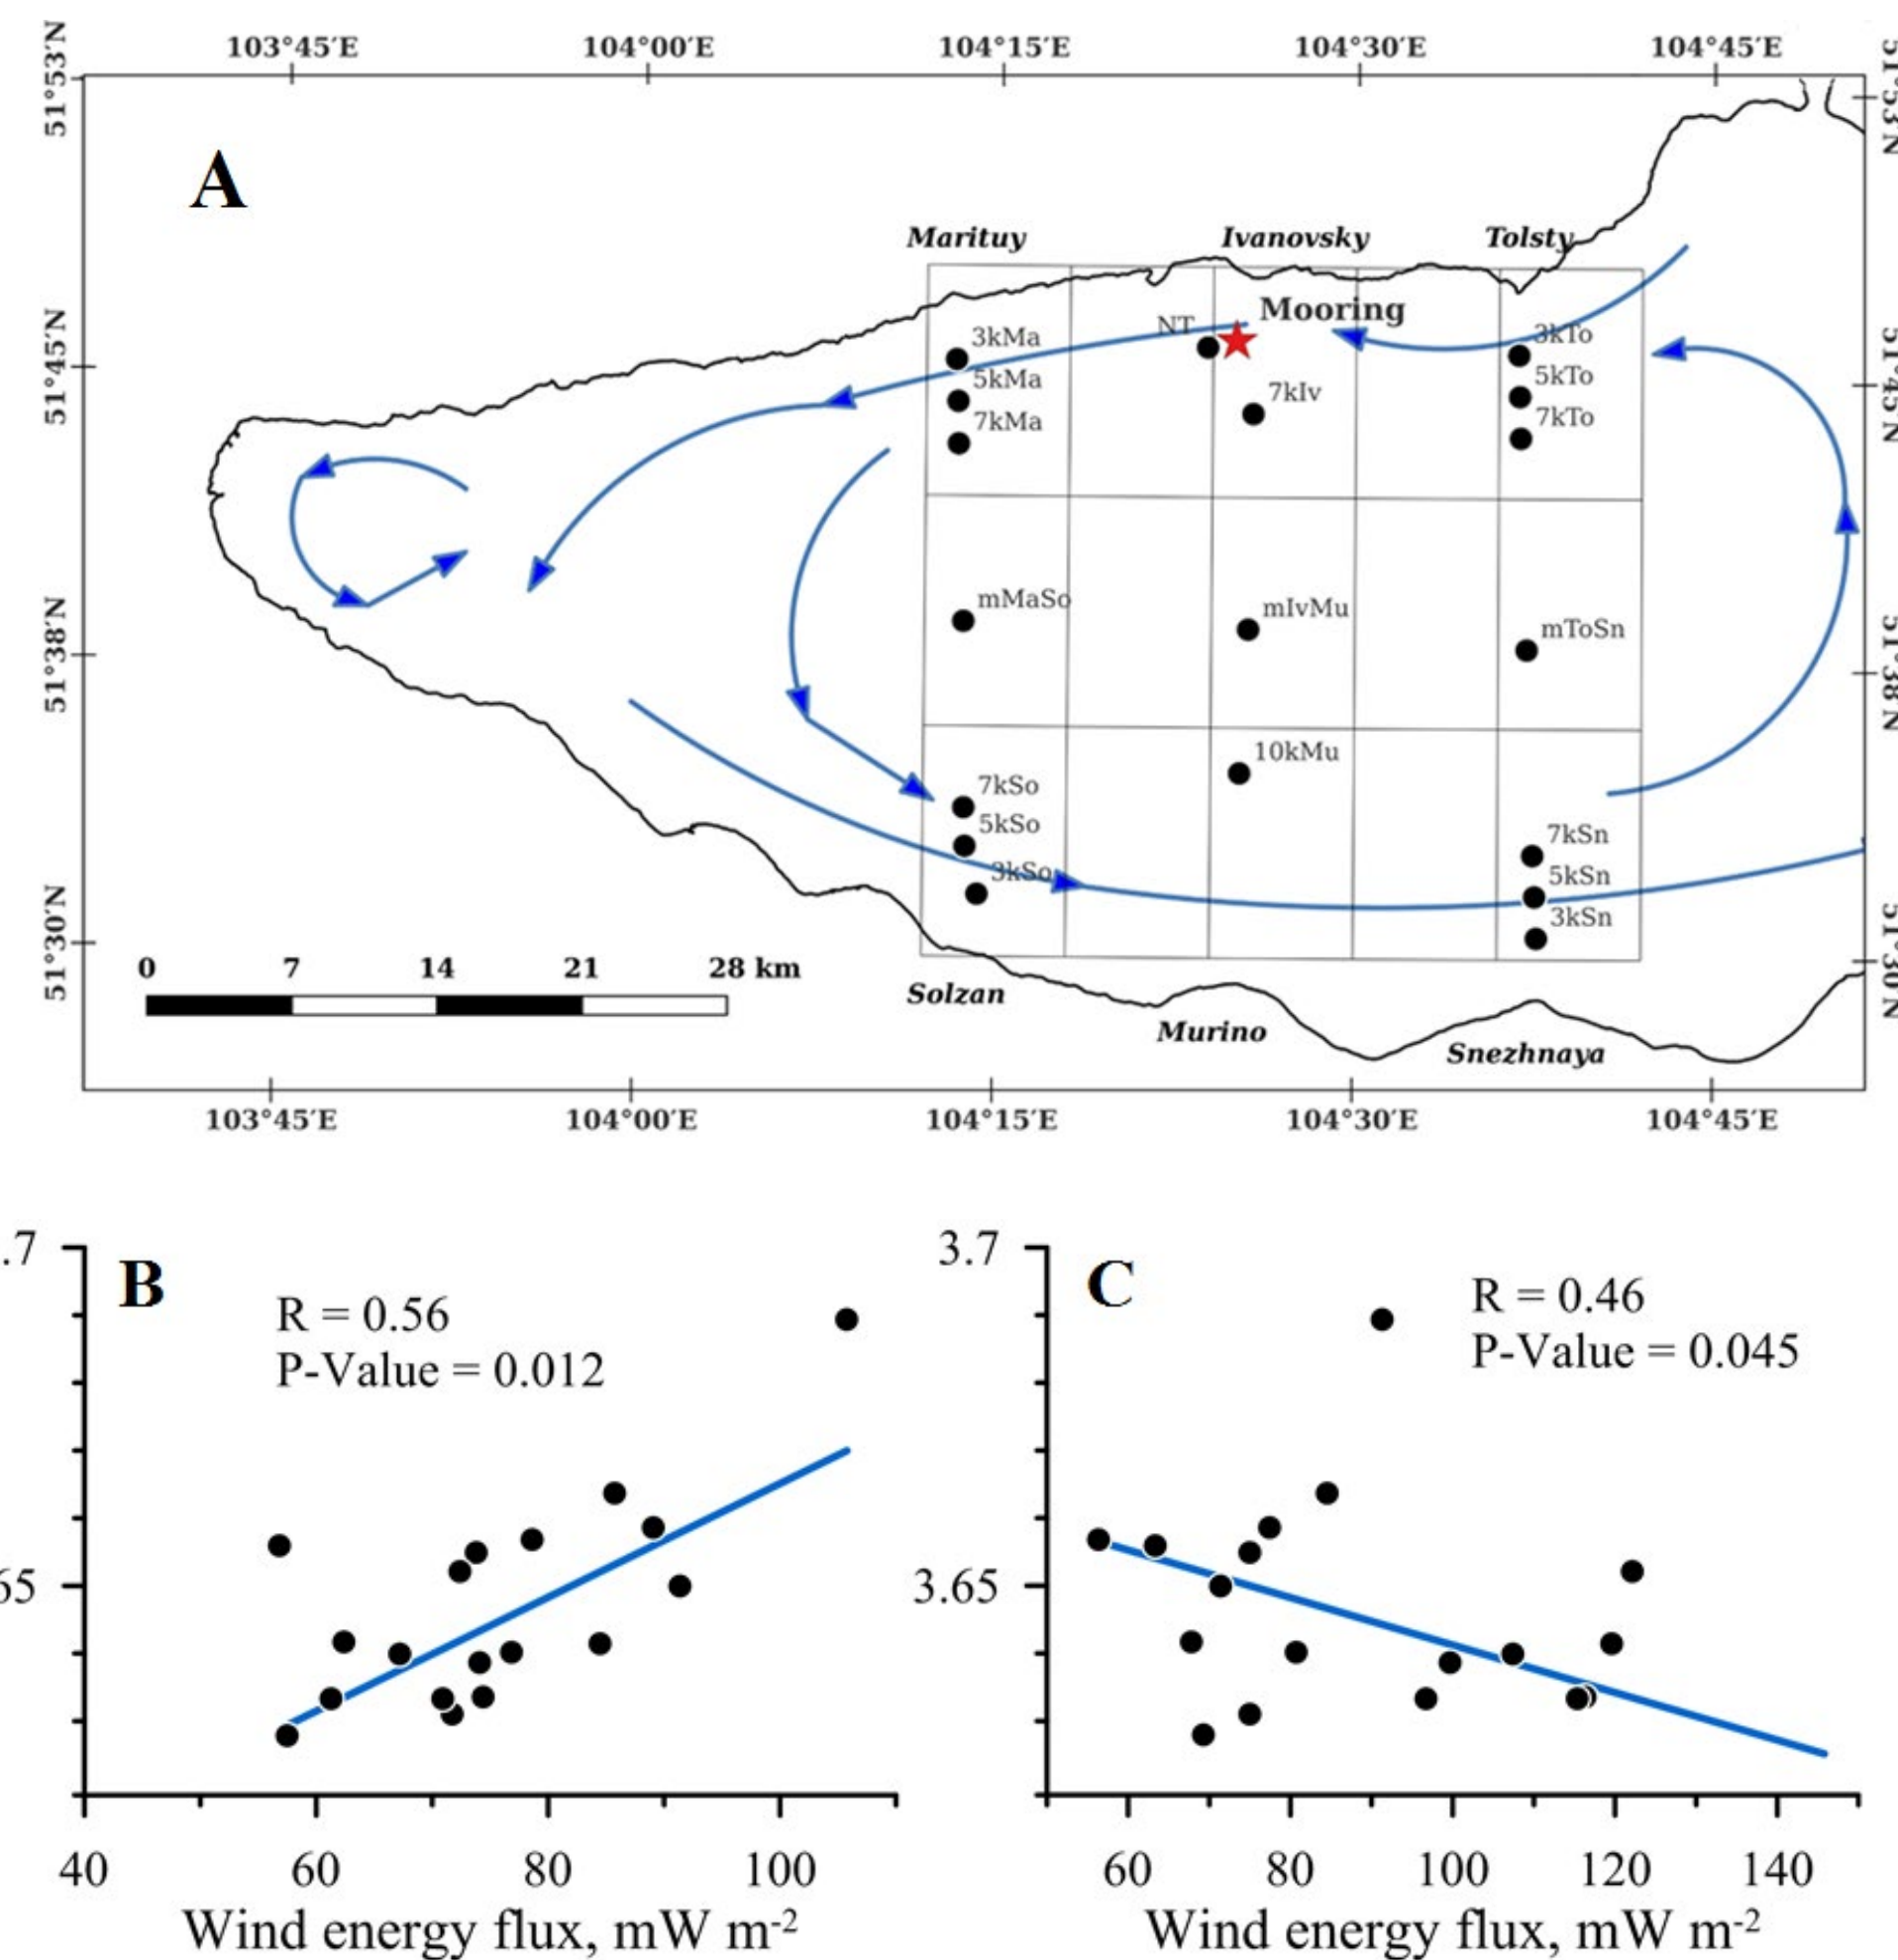 103°45′E 104°00′E 104°15′E 104°30′E 104°45′E
51°53′N
A
Marituy Ivanovsky Tolsty
Mooring
NT
3kMa
3kTo
51°45′N
51°45′N
5kMa
5kTo
7kIv
7kMa
7kTo
mMaSo
mIvMu
mToSn
51°38′N
51°38′N
10kMu
7kSo
5kSo
7kSn
3kSo
5kSn
3kSn
51°30′N
51°30′N
0 7 14 21 28 km
Solzan
Murino
Snezhnaya
103°45′E 104°00′E 104°15′E 104°30′E 104°45′E
.7
B
R = 0.56
P-Value = 0.012
65
40 60 80 100
Wind energy flux, mW m-2
3.7
C
R = 0.46
P-Value = 0.045
3.65
60 80 100 120 140
Wind energy flux, mW m-2